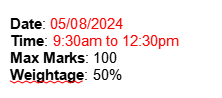 Date: 05/08/2024
Time: 9:30am to 12:30pm
Max Marks: 100
Weightage: 50%